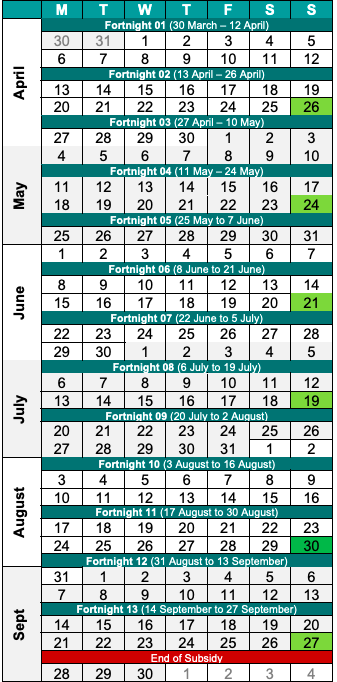 M T W T F S S
Fortnight 01 (30 March – 12 April)
30 31 1 2 3 4 5
6 7 8 9 10 11 12
Fortnight 02 (13 April – 26 April)
April
13 14 15 16 17 18 19
20 21 22 23 24 25 26
Fortnight 03 (27 April – 10 May)
27 28 29 30 1 2 3
4 5 6 7 8 9 10
Fortnight 04 (11 May – 24 May)
May
11 12 13 14 15 16 17
18 19 20 21 22 23 24
Fortnight 05 (25 May to 7 June)
25 26 27 28 29 30 31
1 2 3 4 5 6 7
Fortnight 06 (8 June to 21 June)
June
8 9 10 11 12 13 14
15 16 17 18 19 20 21
Fortnight 07 (22 June to 5 July)
22 23 24 25 26 27 28
29 30 1 2 3 4 5
Fortnight 08 (6 July to 19 July)
July
6 7 8 9 10 11 12
13 14 15 16 17 18 19
Fortnight 09 (20 July to 2 August)
20 21 22 23 24 25 26
27 28 29 30 31 1 2
Fortnight 10 (3 August to 16 August)
August
3 4 5 6 7 8 9
10 11 12 13 14 15 16
Fortnight 11 (17 August to 30 August)
17 18 19 20 21 22 23
24 25 26 27 28 29 30
Fortnight 12 (31 August to 13 September)
Sept
31 1 2 3 4 5 6
7 8 9 10 11 12 13
Fortnight 13 (14 September to 27 September)
14 15 16 17 18 19 20
21 22 23 24 25 26 27
End of Subsidy
28 29 30 1 2 3 4